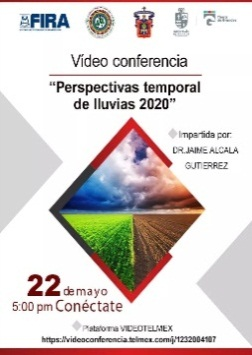 FIRA
Vídeo conferencia
“Perspectivas temporal
de lluvias 2020”
Impartida por:
DR.JAIME ALCALA
GUTIERREZ
22 de mayo
5:00 pm Conéctate
Plataforma VIDEOTELMEX
https://videoconferencia.telmex.com/j/1232004107